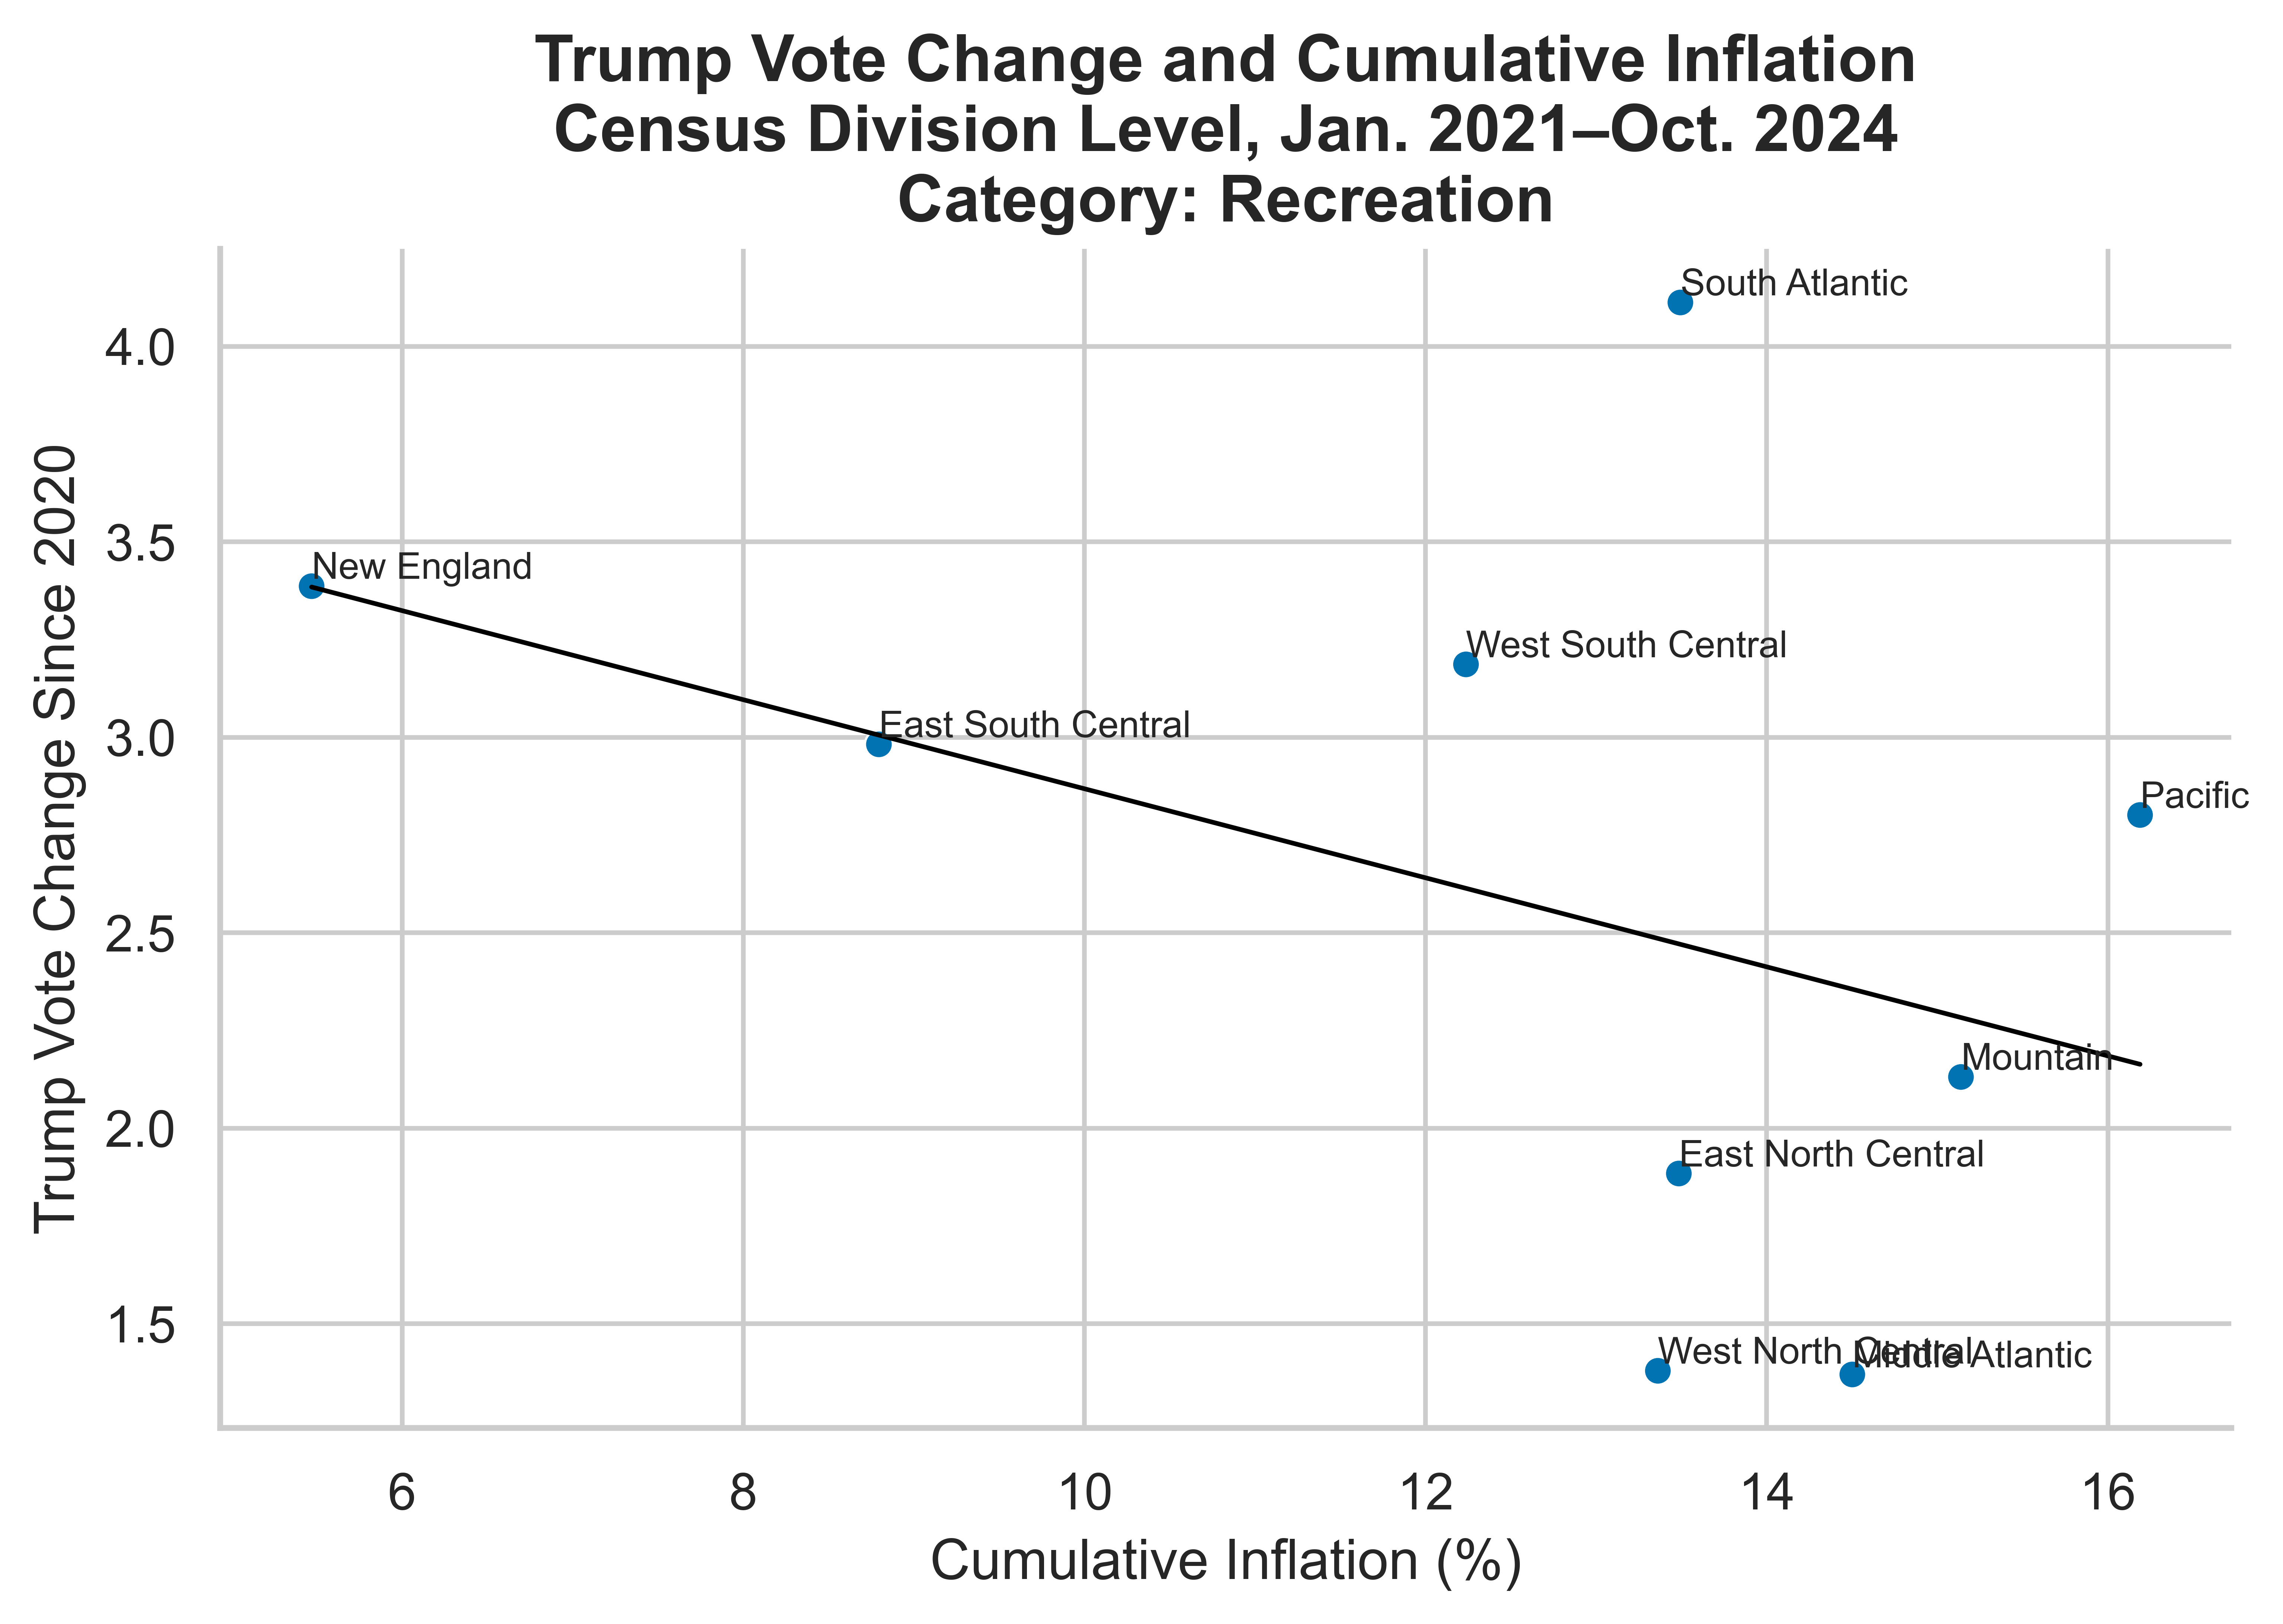 Trump Vote Change and Cumulative Inflation
Census Division Level, Jan. 2021–Oct. 2024
Category: Recreation
Trump Vote Change Since 2020
4.0
3.5
3.0
2.5
2.0
1.5
South Atlantic
New England
West South Central
East South Central
Pacific
Mountain
East North Central
West North Central
Middle Atlantic
6
8
10
12
14
16
Cumulative Inflation (%)